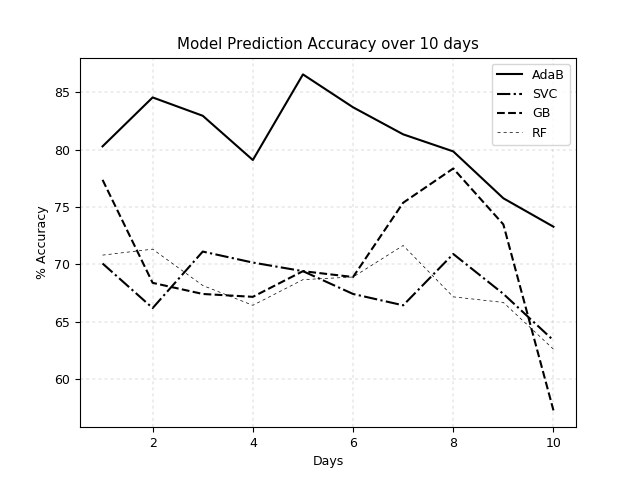 Model Prediction Accuracy over 10 days
AdaB
SVC
GB
RF
85
80
75
70
65
60
% Accuracy
2 4 6 8 10
Days